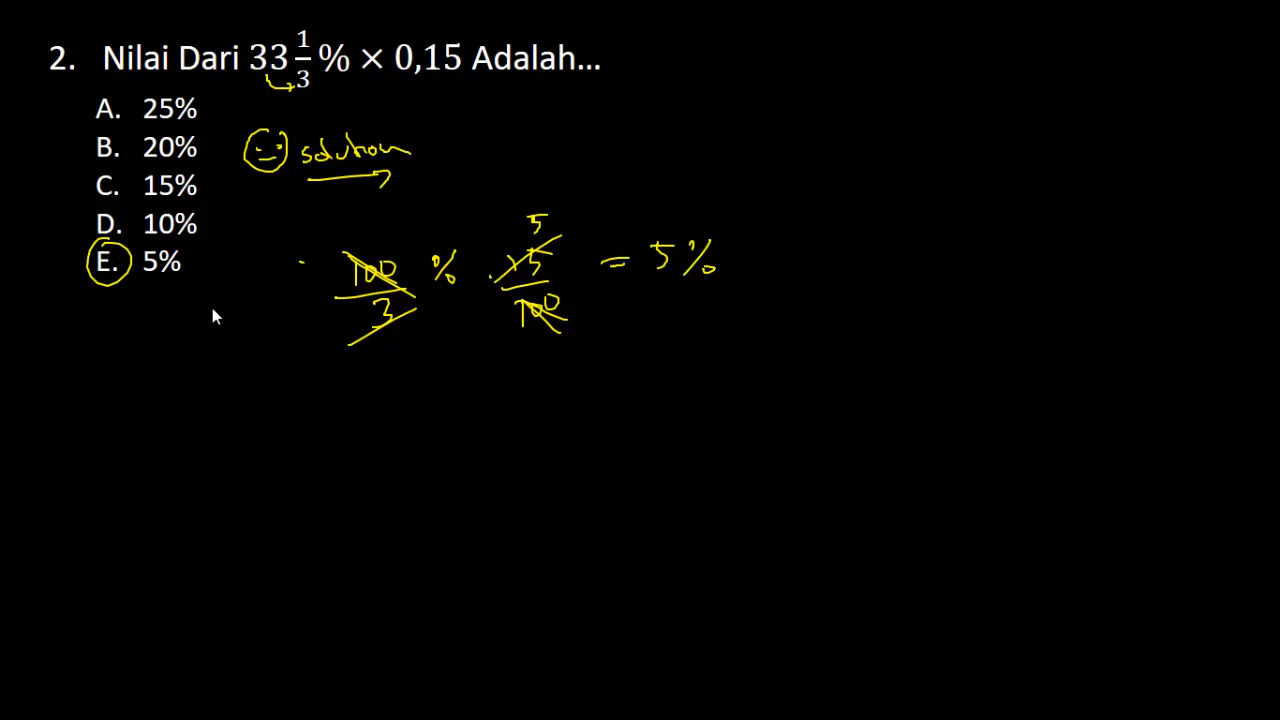 2. Nilai Dari 33 1/3 % × 0,15 Adalah...
A. 25%
B. 20%
C. 15%
D. 10%
E. 5%
solution
5
100/3 % . 15/100 = 5 %